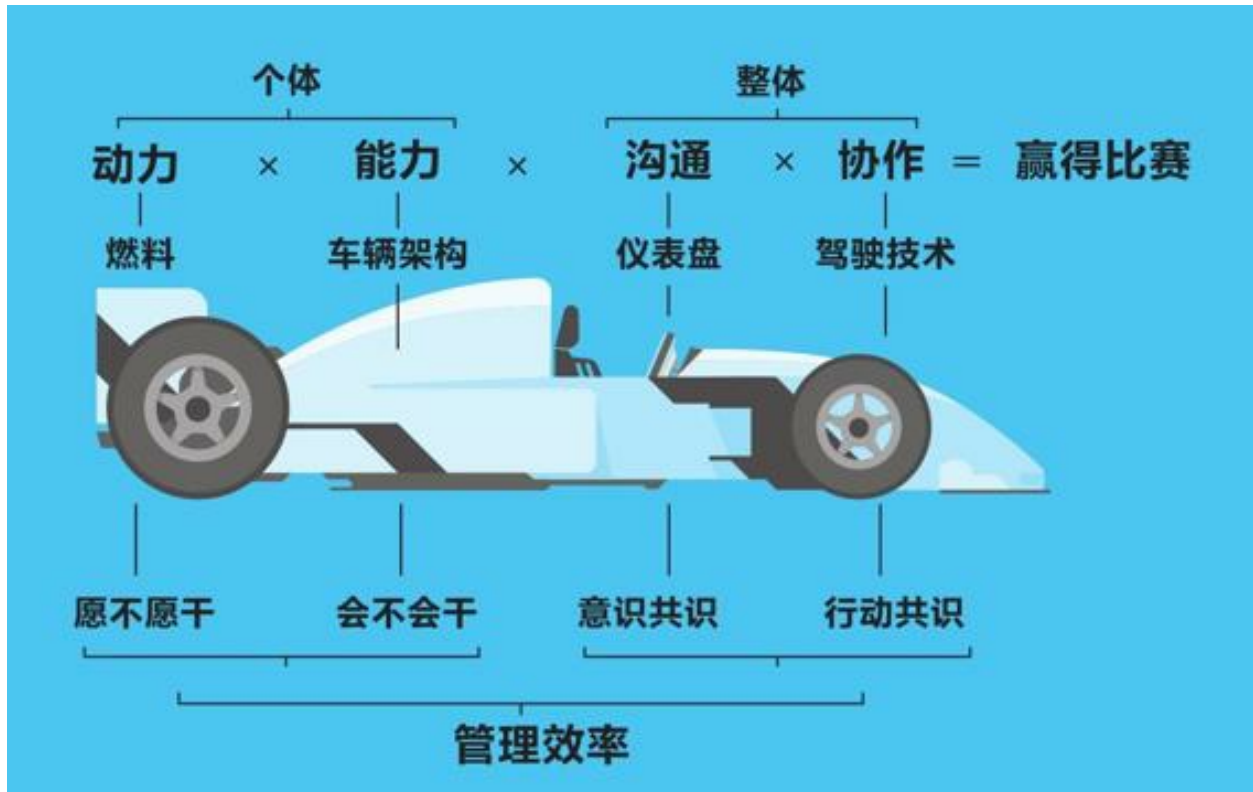 个体 整体
动力 × 能力 × 沟通 × 协作 = 赢得比赛
燃料 车辆架构 仪表盘 驾驶技术
愿不愿干 会不会干 意识共识 行动共识
管理效率